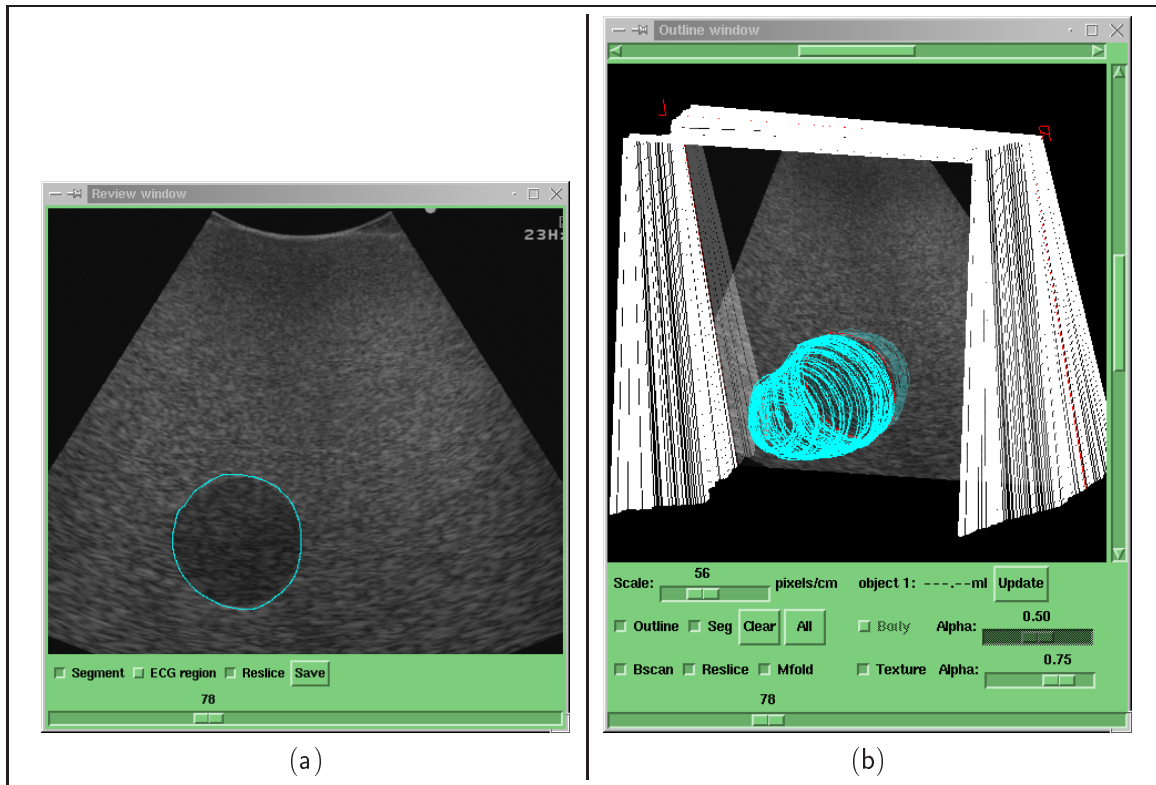 Review window
23Hz
Segment ECG region Reslice Save
78
(a)
Outline window
56
Scale: pixels/cm object 1: ---.--ml Update
0.50
Outline Seg Clear All Body Alpha:
0.75
Bscan Reslice Mfold Texture Alpha:
78
(b)